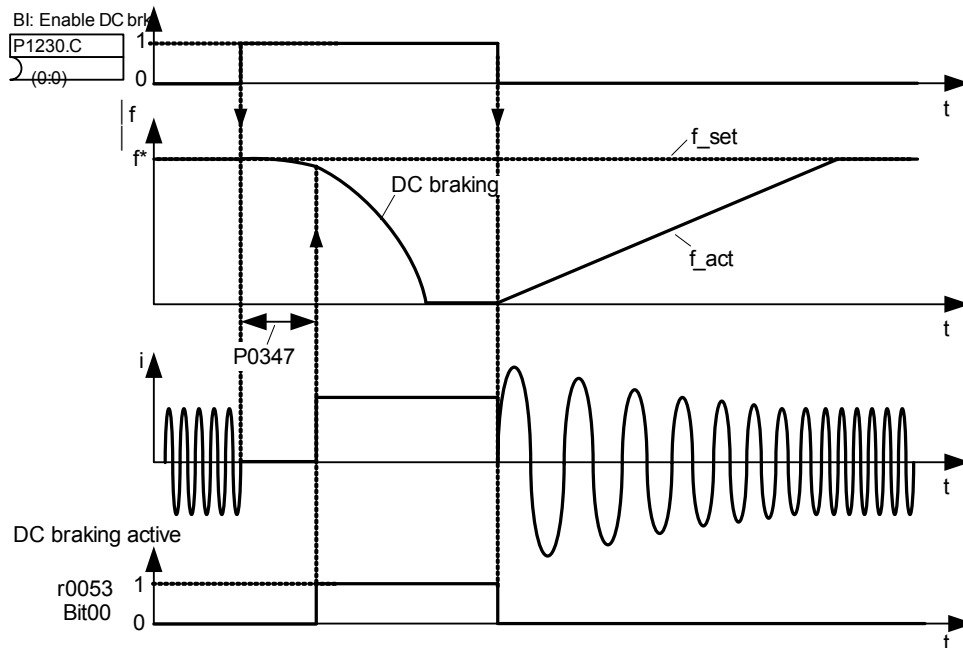 BI: Enable DC brk
P1230.C
(0:0)
1
0
t
f
f*
f_set
DC braking
f_act
t
P0347
i
t
DC braking active
r0053
Bit00
1
0
t